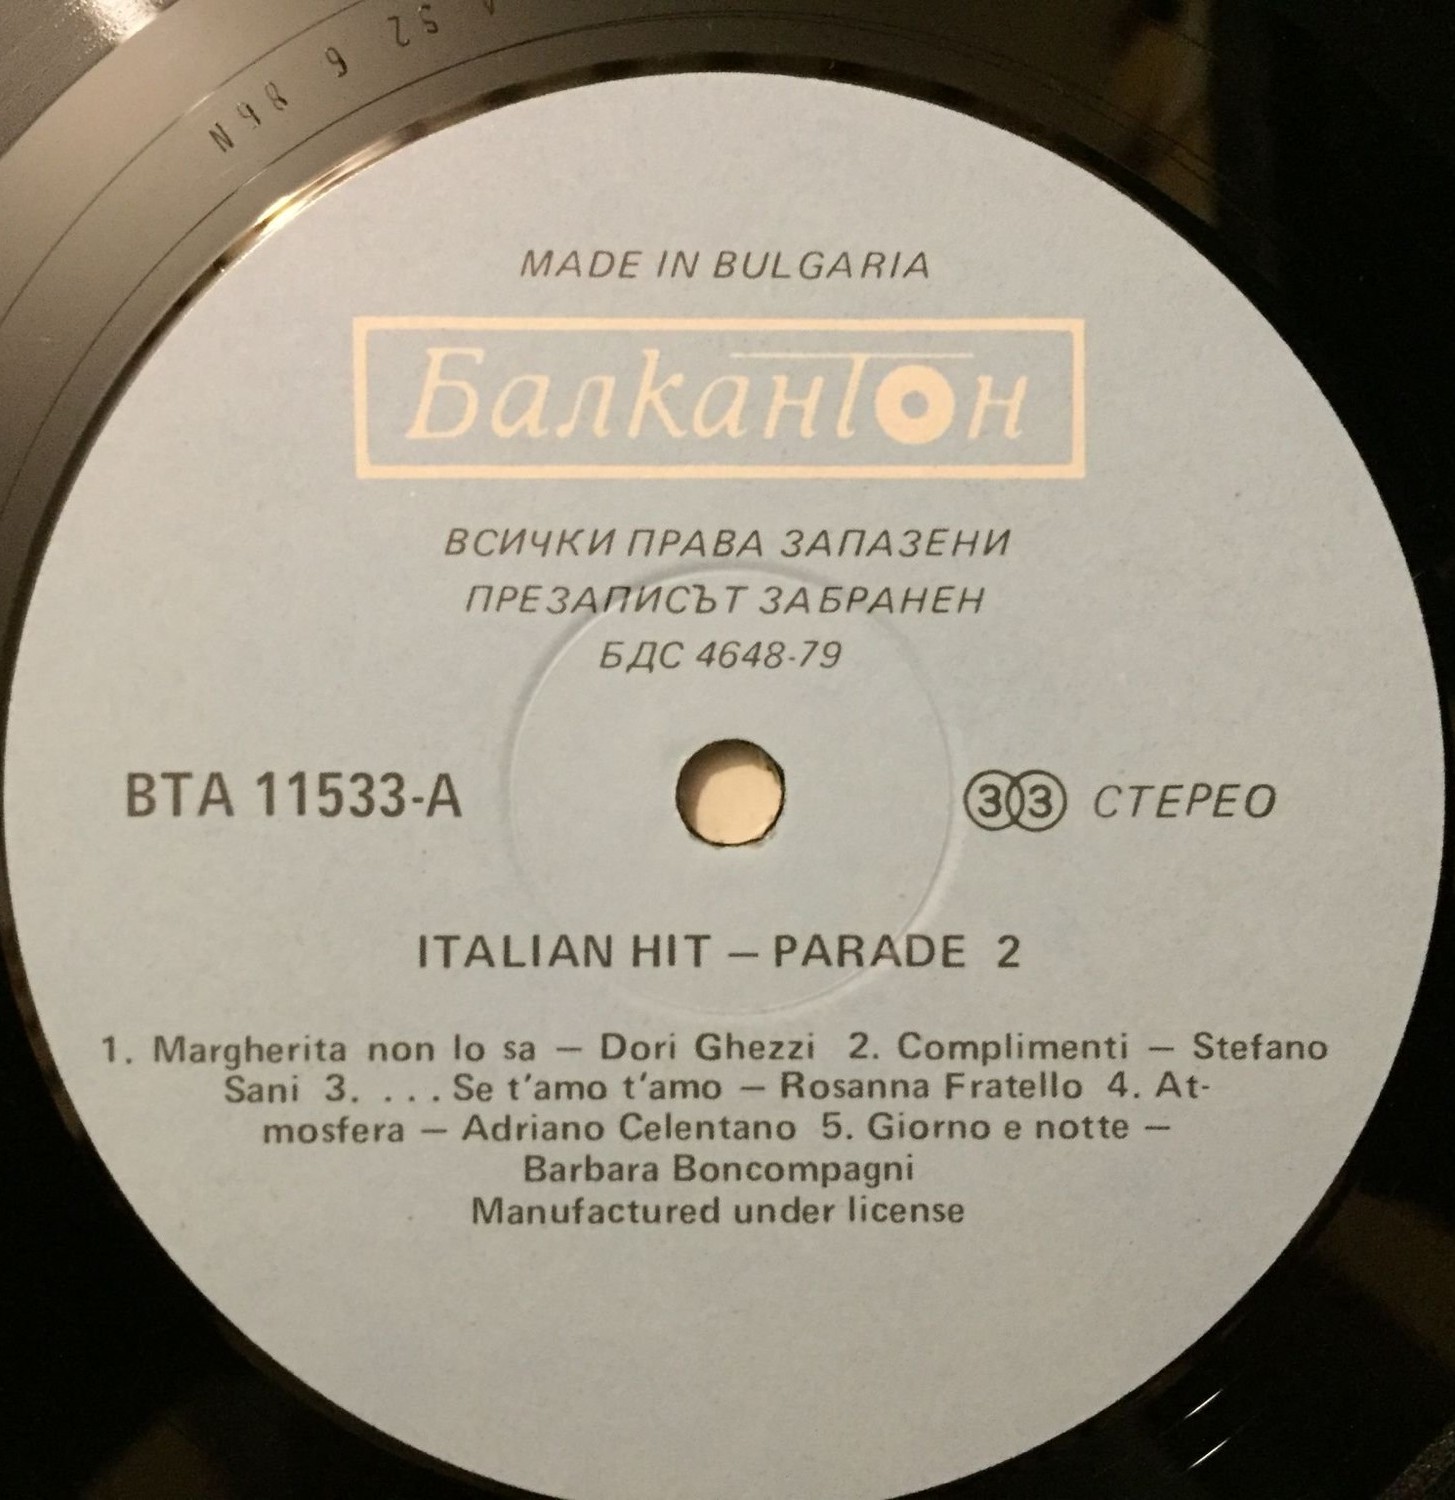 MADE IN BULGARIA
Балкантон
ВСИЧКИ ПРАВА ЗАПАЗЕНИ
ПРЕЗАПИСЪТ ЗАБРАНЕН
БДС 4648-79
ВТА 11533-А
33 СТЕРЕО
ITALIAN HIT – PARADE 2
1. Margherita non lo sa – Dori Ghezzi 2. Complimenti – Stefano
Sani 3. . . . Se t'amo t'amo – Rosanna Fratello 4. At-
mosfera – Adriano Celentano 5. Giorno e notte –
Barbara Boncompagni
Manufactured under license